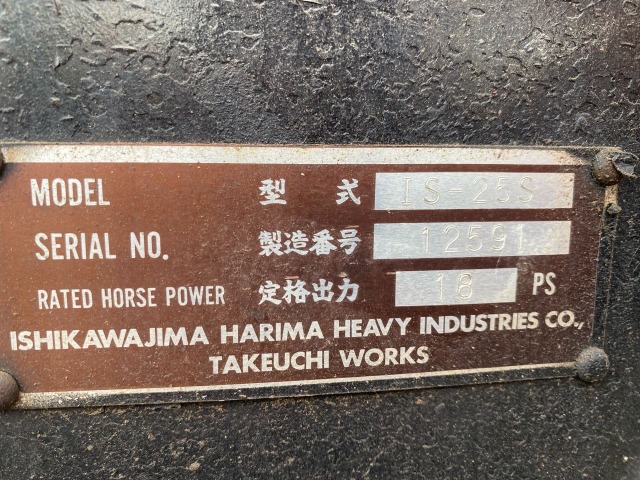 MODEL 型式 IS-25S
SERIAL NO. 製造番号 12591
RATED HORSE POWER 定格出力 18 PS
ISHIKAWAJIMA HARIMA HEAVY INDUSTRIES CO.,
TAKEUCHI WORKS